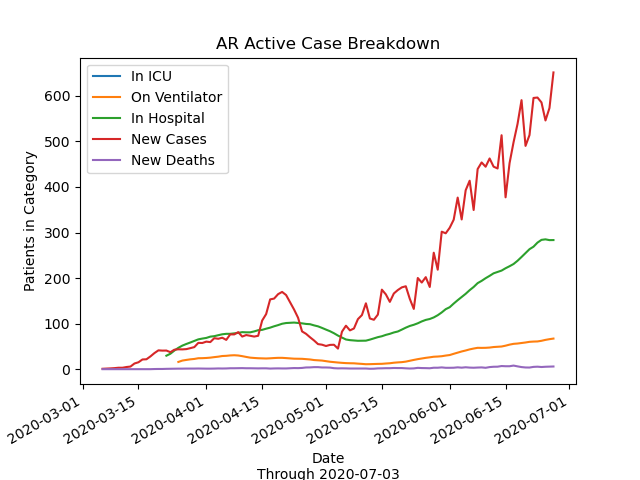 AR Active Case Breakdown
In ICU
On Ventilator
In Hospital
New Cases
New Deaths
Patients in Category
600
500
400
300
200
100
0
2020-03-01
2020-03-15
2020-04-01
2020-04-15
2020-05-01
2020-05-15
2020-06-01
2020-06-15
2020-07-01
Date
Through 2020-07-03